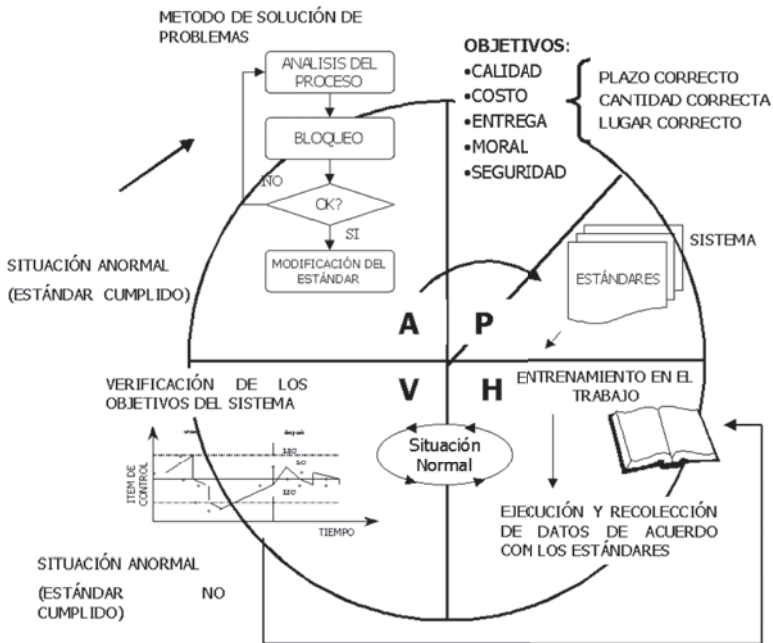 METODO DE SOLUCIÓN DE
PROBLEMAS
ANALISIS DEL
PROCESO
BLOQUEO
NO
OK?
SI
MODIFICACIÓN DEL
ESTÁNDAR
OBJETIVOS:
•CALIDAD
•COSTO
•ENTREGA
•MORAL
•SEGURIDAD
PLAZO CORRECTO
CANTIDAD CORRECTA
LUGAR CORRECTO
SISTEMA
ESTÁNDARES
SITUACIÓN ANORMAL
(ESTÁNDAR CUMPLIDO)
A
P
V
H
VERIFICACIÓN DE LOS
OBJETIVOS DEL SISTEMA
después
LC
ITEM DE
CONTROL
TIEMPO
Situación
Normal
ENTRENAMIENTO EN EL
TRABAJO
EJECUCIÓN Y RECOLECCIÓN
DE DATOS DE ACUERDO
CON LOS ESTÁNDARES
SITUACIÓN ANORMAL
(ESTÁNDAR NO
CUMPLIDO)